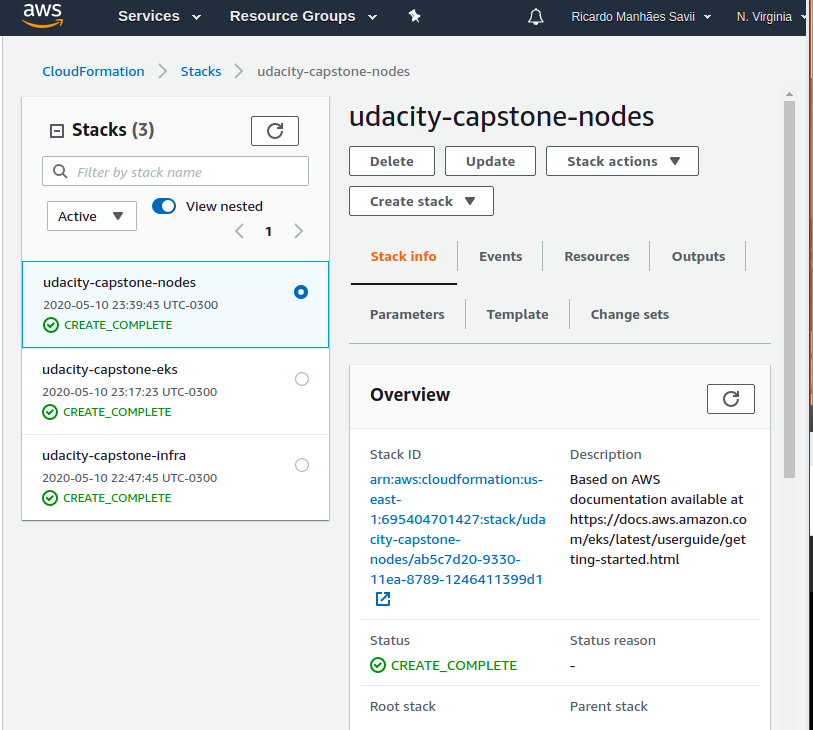 aws
Services
Resource Groups
Ricardo Manhães Savii
N. Virginia
CloudFormation
Stacks
udacity-capstone-nodes
Stacks (3)
Filter by stack name
Active
View nested
1
udacity-capstone-nodes
2020-05-10 23:39:43 UTC-0300
CREATE_COMPLETE
udacity-capstone-eks
2020-05-10 23:17:23 UTC-0300
CREATE_COMPLETE
udacity-capstone-infra
2020-05-10 22:47:45 UTC-0300
CREATE_COMPLETE
udacity-capstone-nodes
Delete
Update
Stack actions
Create stack
Stack info
Events
Resources
Outputs
Parameters
Template
Change sets
Overview
Stack ID
arn:aws:cloudformation:us-
east-
1:695404701427:stack/uda
city-capstone-
nodes/ab5c7d20-9330-
11ea-8789-1246411399d1
Description
Based on AWS
documentation available at
https://docs.aws.amazon.co
m/eks/latest/userguide/get
ting-started.html
Status
CREATE_COMPLETE
Status reason
-
Root stack
Parent stack